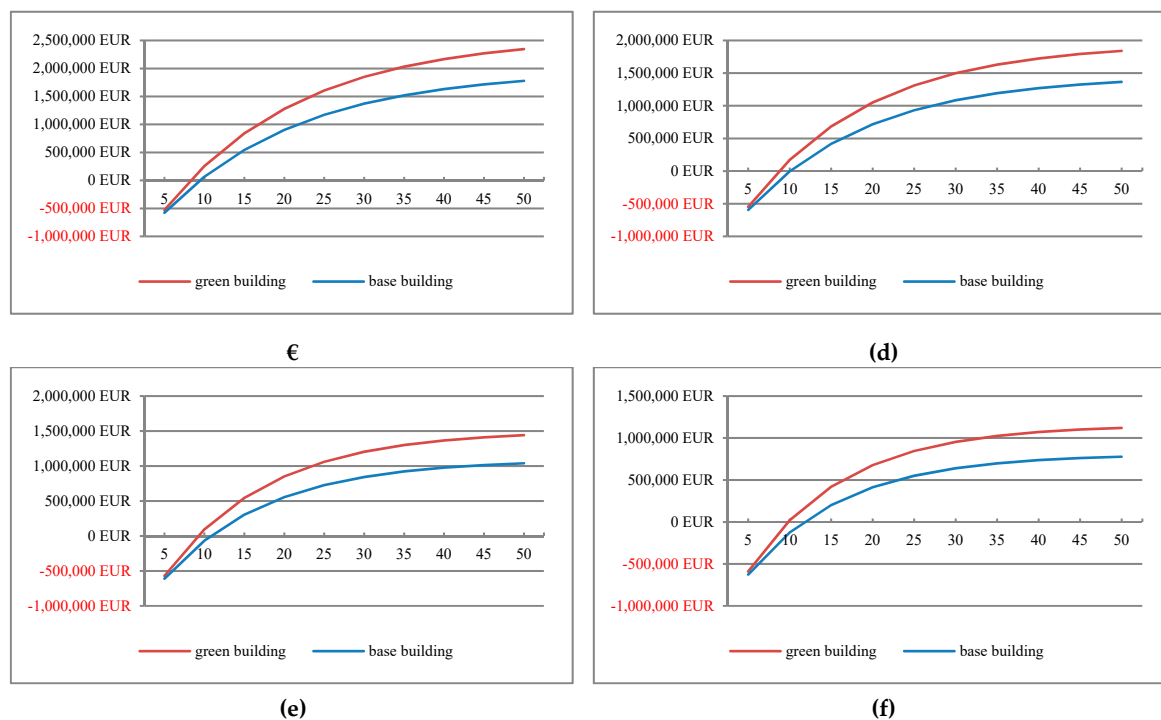 2,500,000 EUR
2,000,000 EUR
1,500,000 EUR
1,000,000 EUR
500,000 EUR
0 EUR
-500,000 EUR
-1,000,000 EUR
5 10 15 20 25 30 35 40 45 50
green building base building
€
2,000,000 EUR
1,500,000 EUR
1,000,000 EUR
500,000 EUR
0 EUR
-500,000 EUR
-1,000,000 EUR
5 10 15 20 25 30 35 40 45 50
green building base building
(d)
2,000,000 EUR
1,500,000 EUR
1,000,000 EUR
500,000 EUR
0 EUR
-500,000 EUR
-1,000,000 EUR
5 10 15 20 25 30 35 40 45 50
green building base building
(e)
1,500,000 EUR
1,000,000 EUR
500,000 EUR
0 EUR
-500,000 EUR
-1,000,000 EUR
5 10 15 20 25 30 35 40 45 50
green building base building
(f)